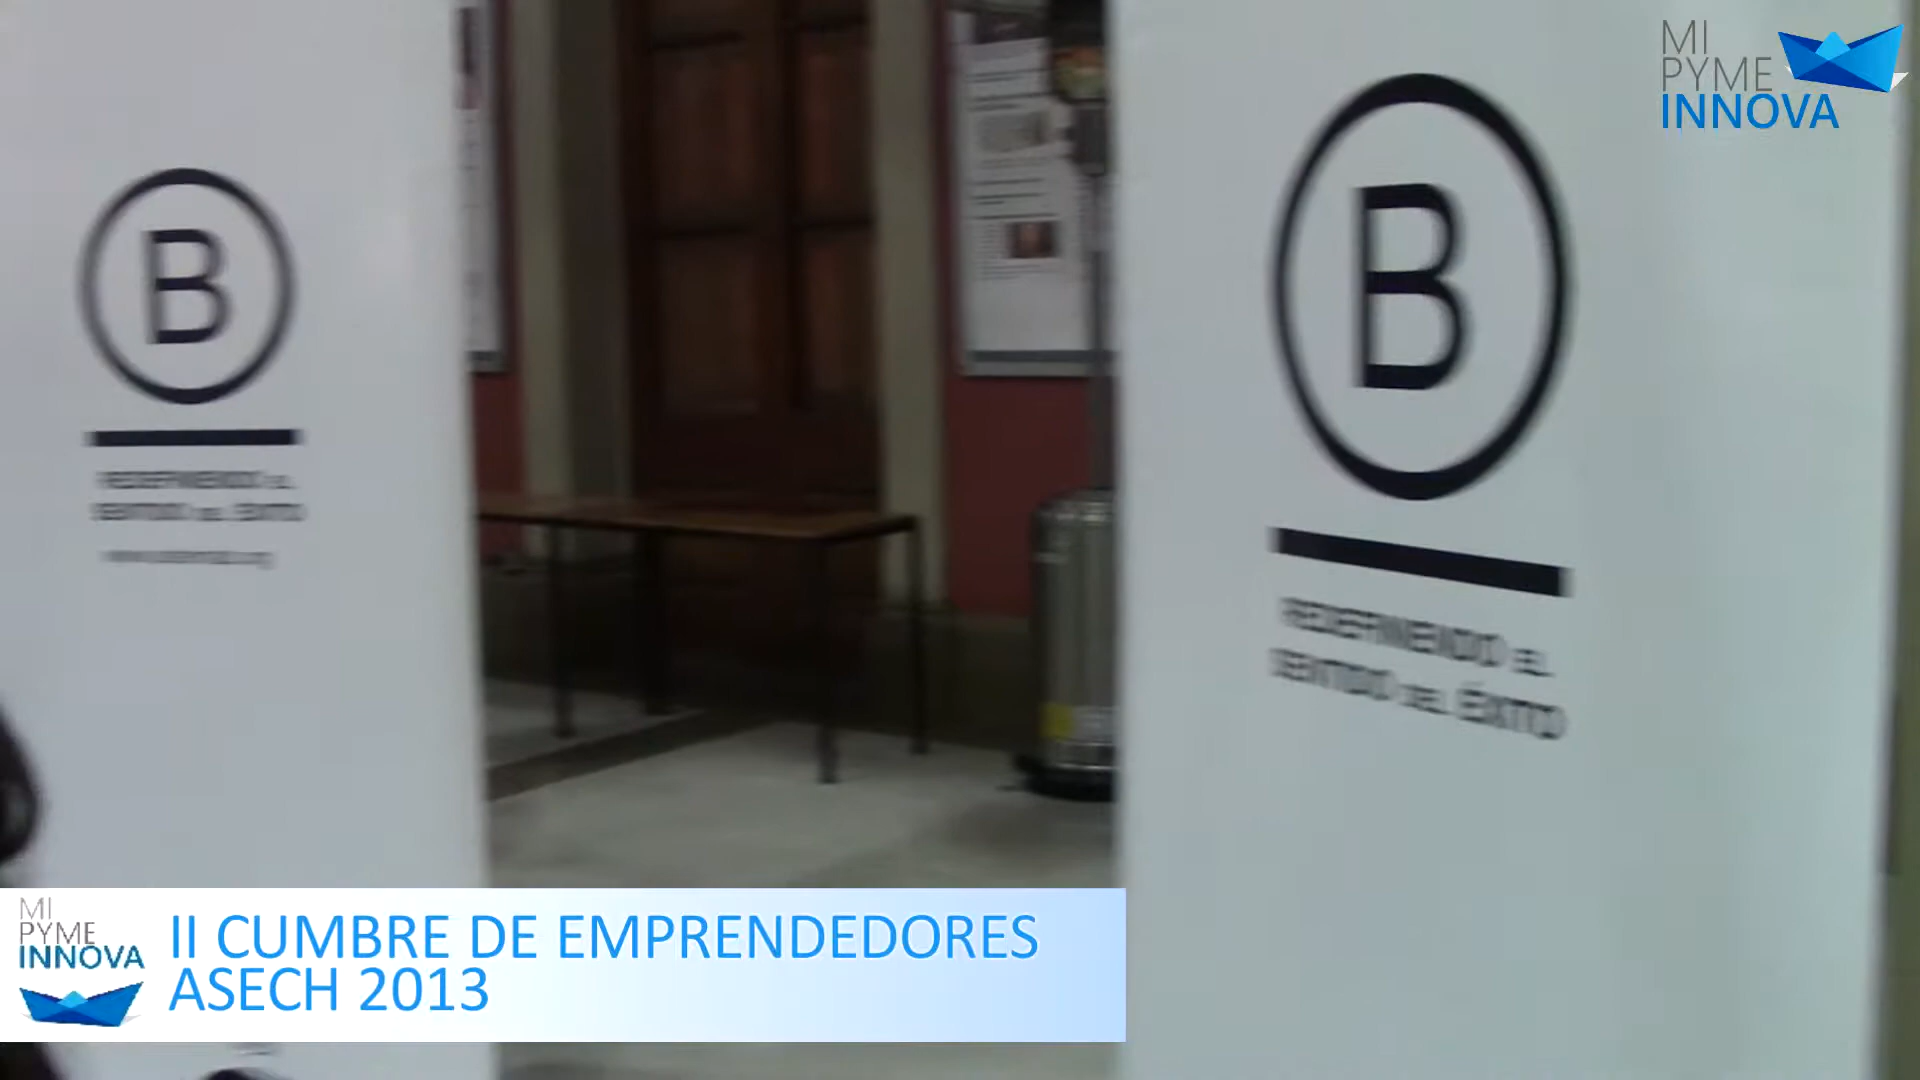 MI
PYME
INNOVA
B
REDEFINIENDO EL
SENTIDO DEL ÉXITO
B
REDEFINIENDO EL
SENTIDO DEL ÉXITO
MI
PYME
INNOVA
II CUMBRE DE EMPRENDEDORES
ASECH 2013